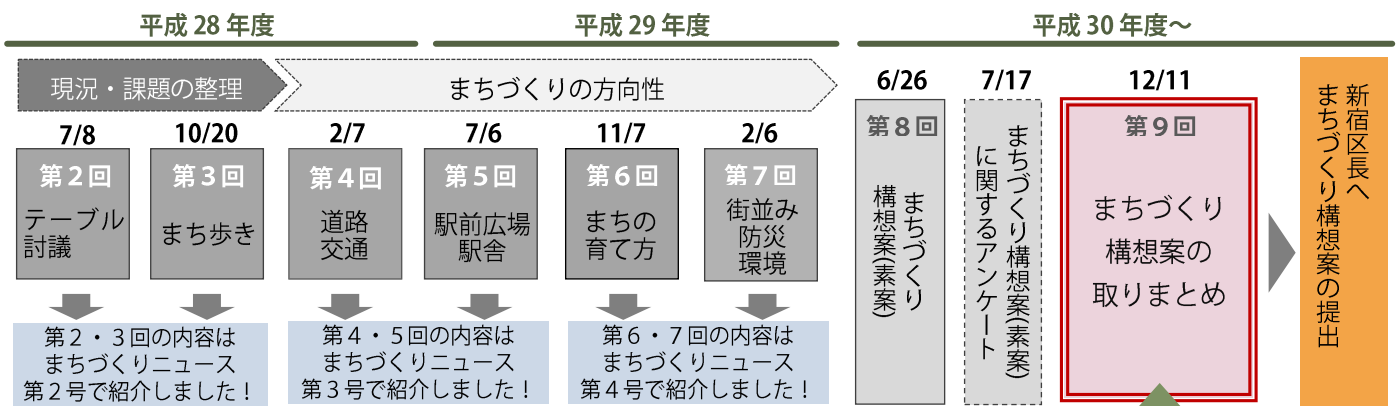 平成28年度
平成29年度
平成30年度～
現況・課題の整理
まちづくりの方向性
7/8
第2回
テーブル
討議
10/20
第3回
まち歩き
2/7
第4回
道路
交通
7/6
第5回
駅前広場
駅舎
11/7
第6回
まちの
育て方
2/6
第7回
街並み
防災
環境
第2・3回の内容は
まちづくりニュース
第2号で紹介しました！
第4・5回の内容は
まちづくりニュース
第3号で紹介しました！
第6・7回の内容は
まちづくりニュース
第4号で紹介しました！
6/26
第8回
まちづくり
構想案(素案)
7/17
まちづくり構想案(素案)
に関するアンケート
12/11
第9回
まちづくり
構想案の
取りまとめ
新宿区長へ
まちづくり構想案の提出